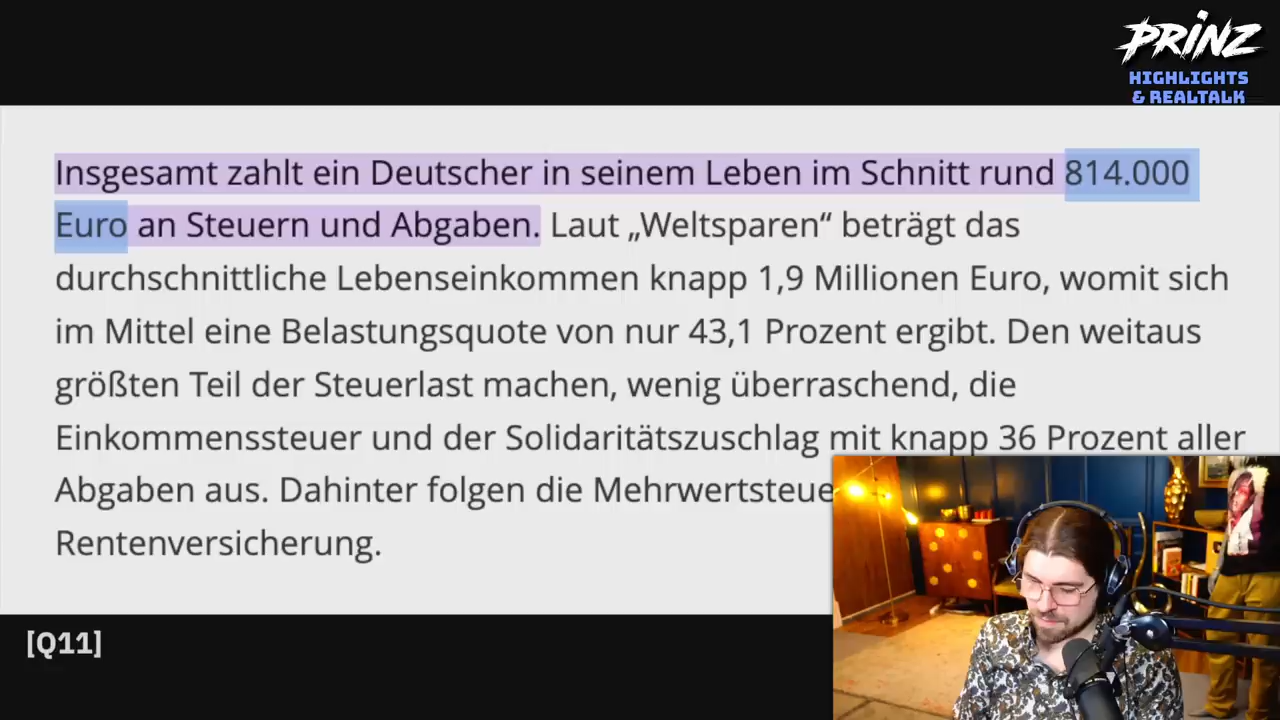 PRINZ
HIGHLIGHTS
& REALTALK
Insgesamt zahlt ein Deutscher in seinem Leben im Schnitt rund 814.000
Euro an Steuern und Abgaben. Laut „Weltsparen“ beträgt das
durchschnittliche Lebenseinkommen knapp 1,9 Millionen Euro, womit sich
im Mittel eine Belastungsquote von nur 43,1 Prozent ergibt. Den weitaus
größten Teil der Steuerlast machen, wenig überraschend, die
Einkommenssteuer und der Solidaritätszuschlag mit knapp 36 Prozent aller
Abgaben aus. Dahinter folgen die
Rentenversicherung.
[Q11]